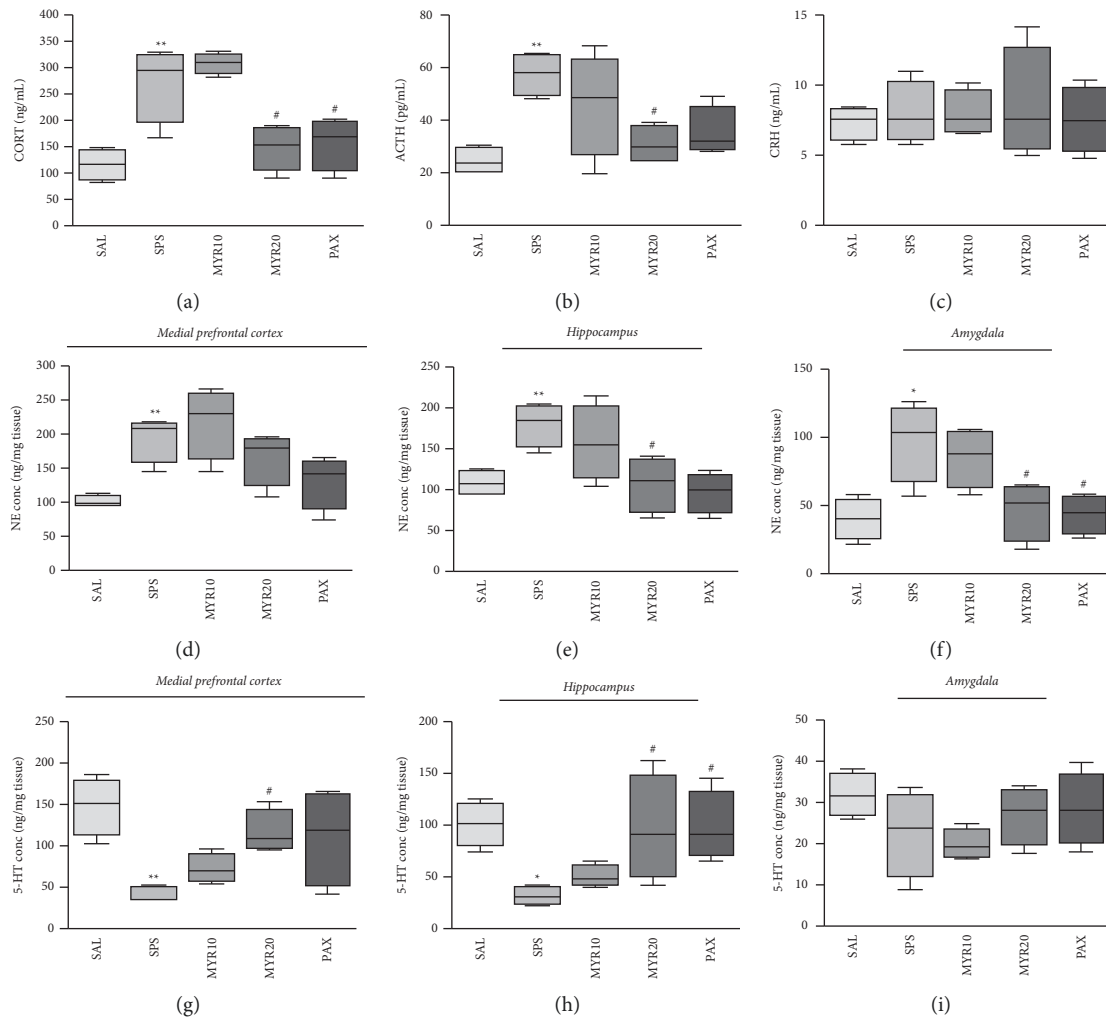 CORT (ng/mL)
400
350
300
250
200
150
100
50
0
**
#
#
SAL
SPS
MYR10
MYR20
PAX
(a)
ACTH (pg/mL)
80
60
40
20
0
**
#
SAL
SPS
MYR10
MYR20
PAX
(b)
CRH (ng/mL)
15
10
5
0
SAL
SPS
MYR10
MYR20
PAX
(c)
Medial prefrontal cortex
NE conc (ng/mg tissue)
300
250
200
150
100
50
0
**
SAL
SPS
MYR10
MYR20
PAX
(d)
Hippocampus
NE conc (ng/mg tissue)
250
200
150
100
50
0
**
#
SAL
SPS
MYR10
MYR20
PAX
(e)
Amygdala
NE conc (ng/mg tissue)
150
100
50
0
*
#
#
SAL
SPS
MYR10
MYR20
PAX
(f)
Medial prefrontal cortex
5-HT conc (ng/mg tissue)
250
200
150
100
50
0
**
#
SAL
SPS
MYR10
MYR20
PAX
(g)
Hippocampus
5-HT conc (ng/mg tissue)
200
150
100
50
0
*
#
#
SAL
SPS
MYR10
MYR20
PAX
(h)
Amygdala
5-HT conc (ng/mg tissue)
50
40
30
20
10
0
SAL
SPS
MYR10
MYR20
PAX
(i)